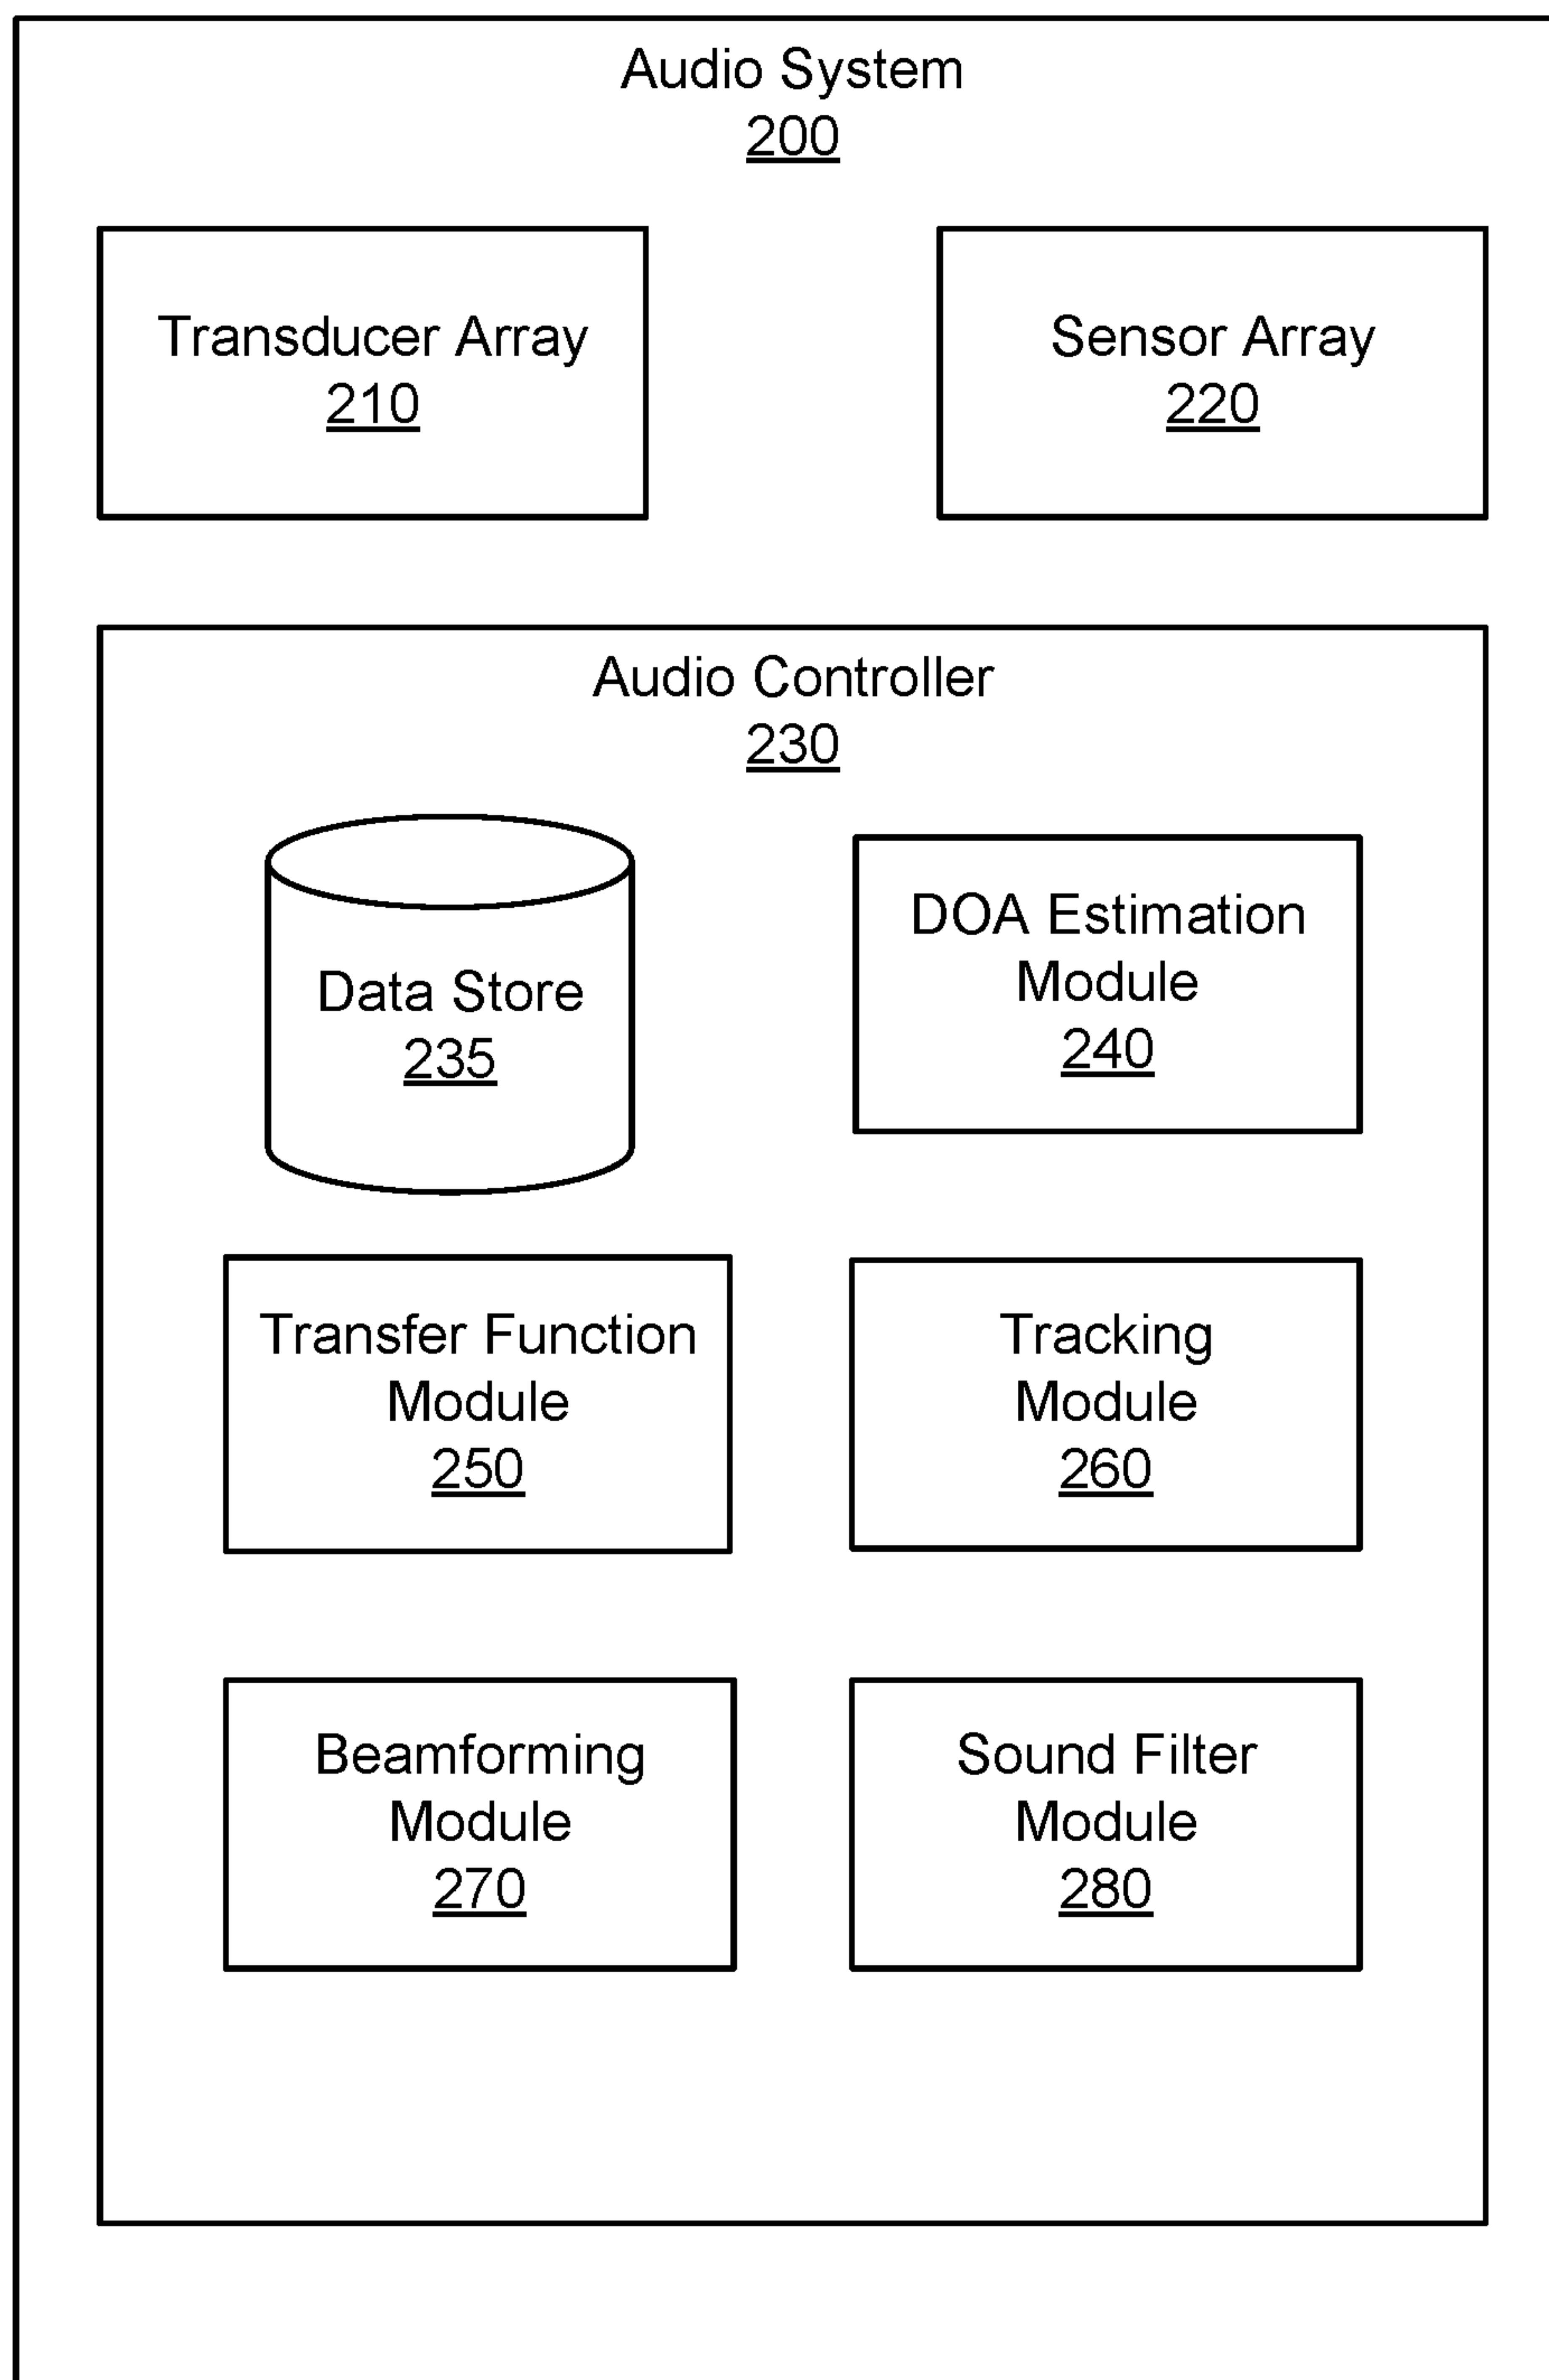 Audio System
200
Transducer Array
210
Sensor Array
220
Audio Controller
230
Data Store
235
DOA Estimation
Module
240
Transfer Function
Module
250
Tracking
Module
260
Beamforming
Module
270
Sound Filter
Module
280